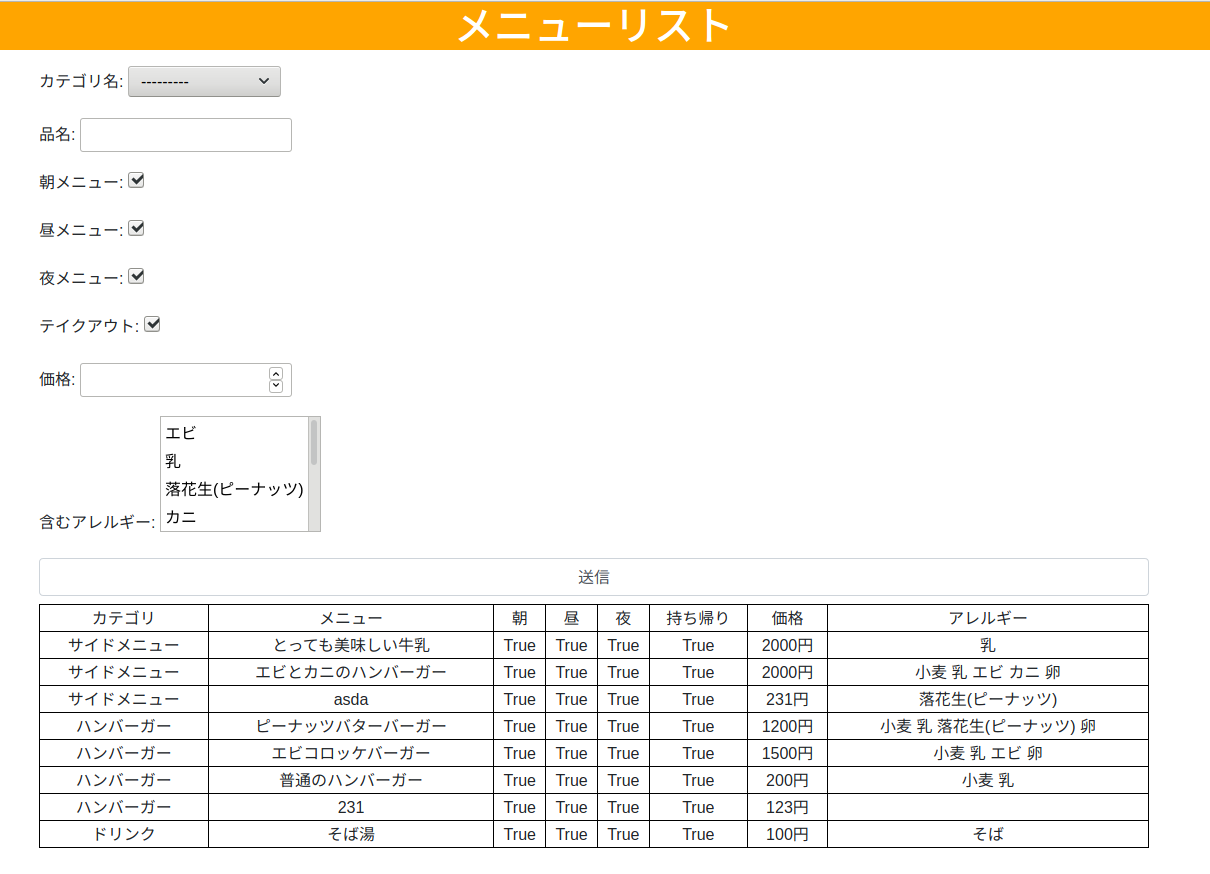 メニューリスト
カテゴリ名: ---------
品名:
朝メニュー:
昼メニュー:
夜メニュー:
テイクアウト:
価格:
エビ
乳
落花生(ピーナッツ)
カニ
含むアレルギー:
送信
カテゴリ メニュー 朝 昼 夜 持ち帰り 価格 アレルギー
サイドメニュー とっても美味しい牛乳 True True True True 2000円 乳
サイドメニュー エビとカニのハンバーガー True True True True 2000円 小麦 乳 エビ カニ 卵
サイドメニュー asda True True True True 231円 落花生(ピーナッツ)
ハンバーガー ピーナッツバターバーガー True True True True 1200円 小麦 乳 落花生(ピーナッツ) 卵
ハンバーガー エビコロッケバーガー True True True True 1500円 小麦 乳 エビ 卵
ハンバーガー 普通のハンバーガー True True True True 200円 小麦 乳
ハンバーガー 231 True True True True 123円
ドリンク そば湯 True True True True 100円 そば